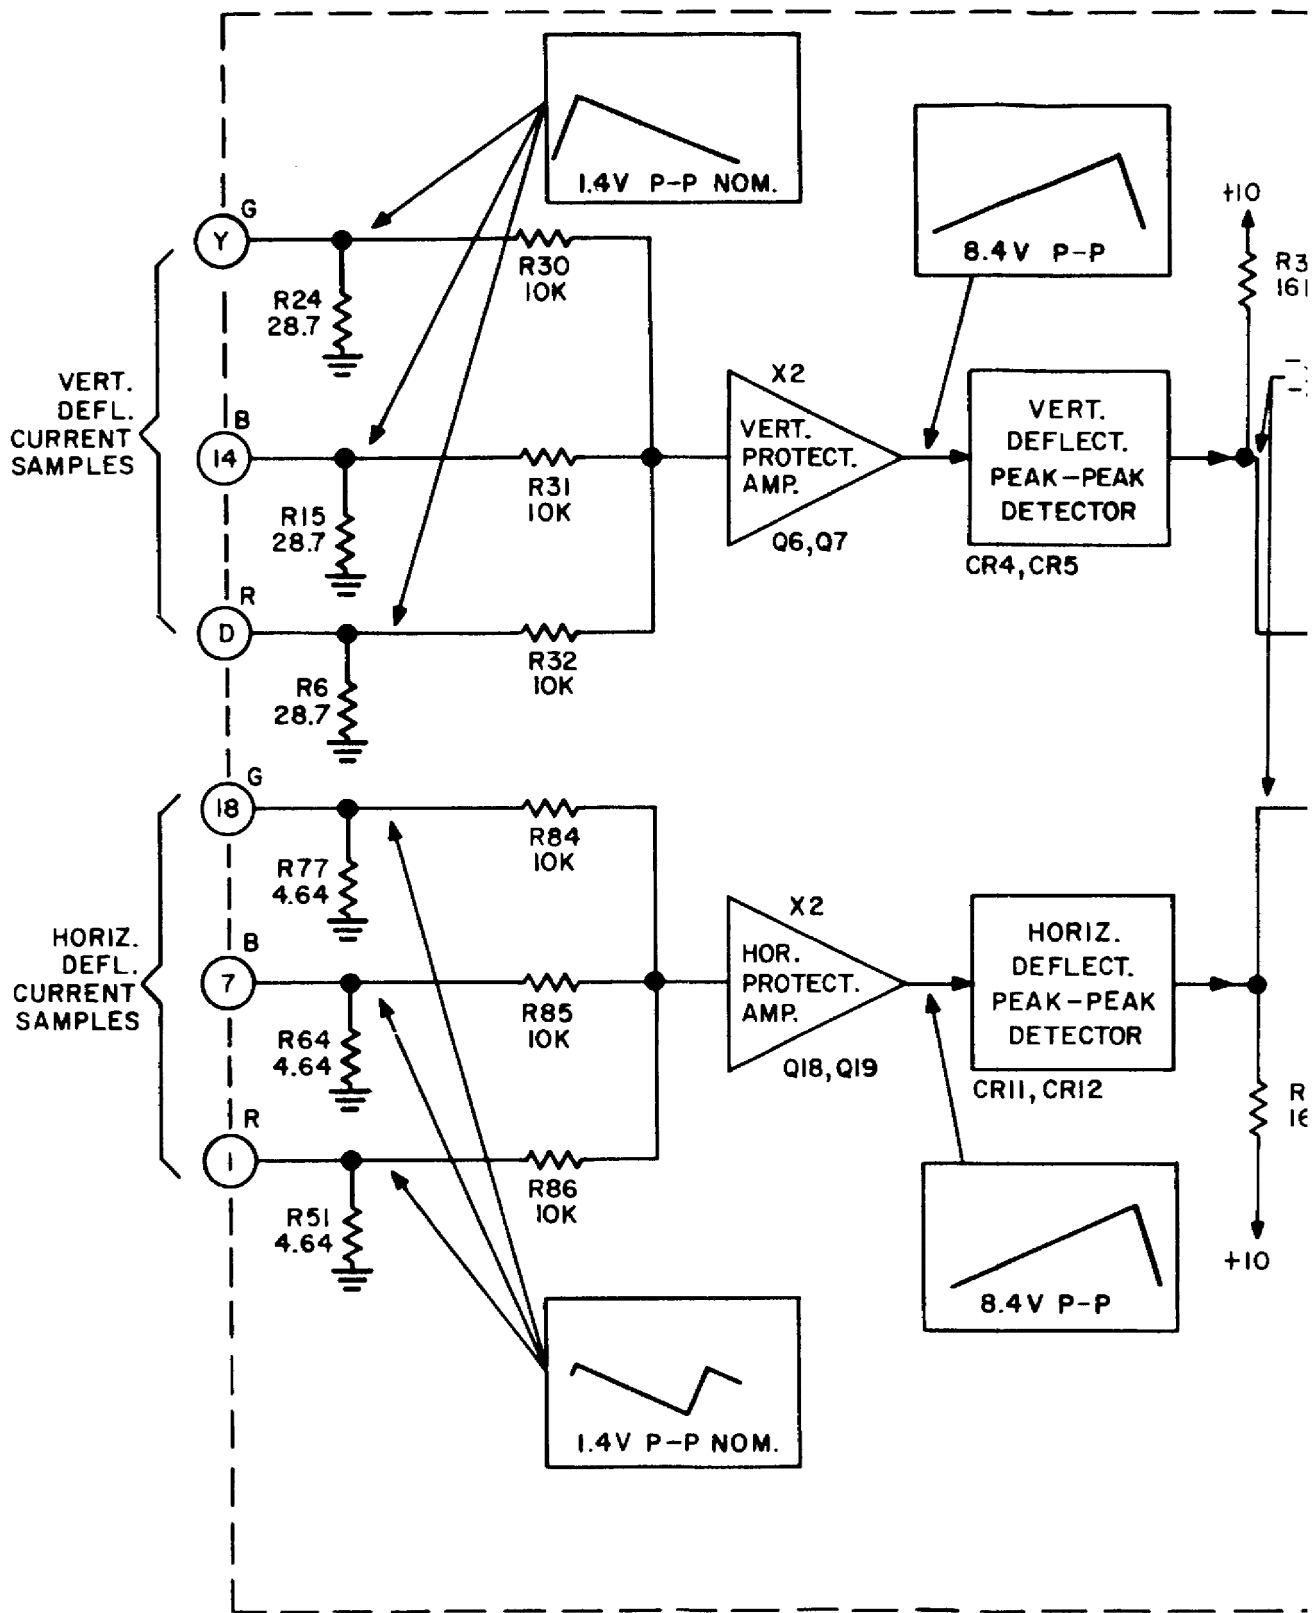 1.4V P-P NOM.
8.4V P-P
+10
G
Y
R30
10K
R24
28.7
VERT.
DEFL.
CURRENT
SAMPLES
B
14
R31
10K
R15
28.7
R
D
R32
10K
R6
28.7
X2
VERT.
PROTECT.
AMP.
Q6,Q7
VERT.
DEFLECT.
PEAK-PEAK
DETECTOR
CR4,CR5
R3
161
G
18
R84
10K
R77
4.64
HORIZ.
DEFL.
CURRENT
SAMPLES
B
7
R85
10K
R64
4.64
R
1
R86
10K
R51
4.64
X2
HOR.
PROTECT.
AMP.
Q18,Q19
HORIZ.
DEFLECT.
PEAK-PEAK
DETECTOR
CR11,CR12
R
+10
8.4V P-P
1.4V P-P NOM.